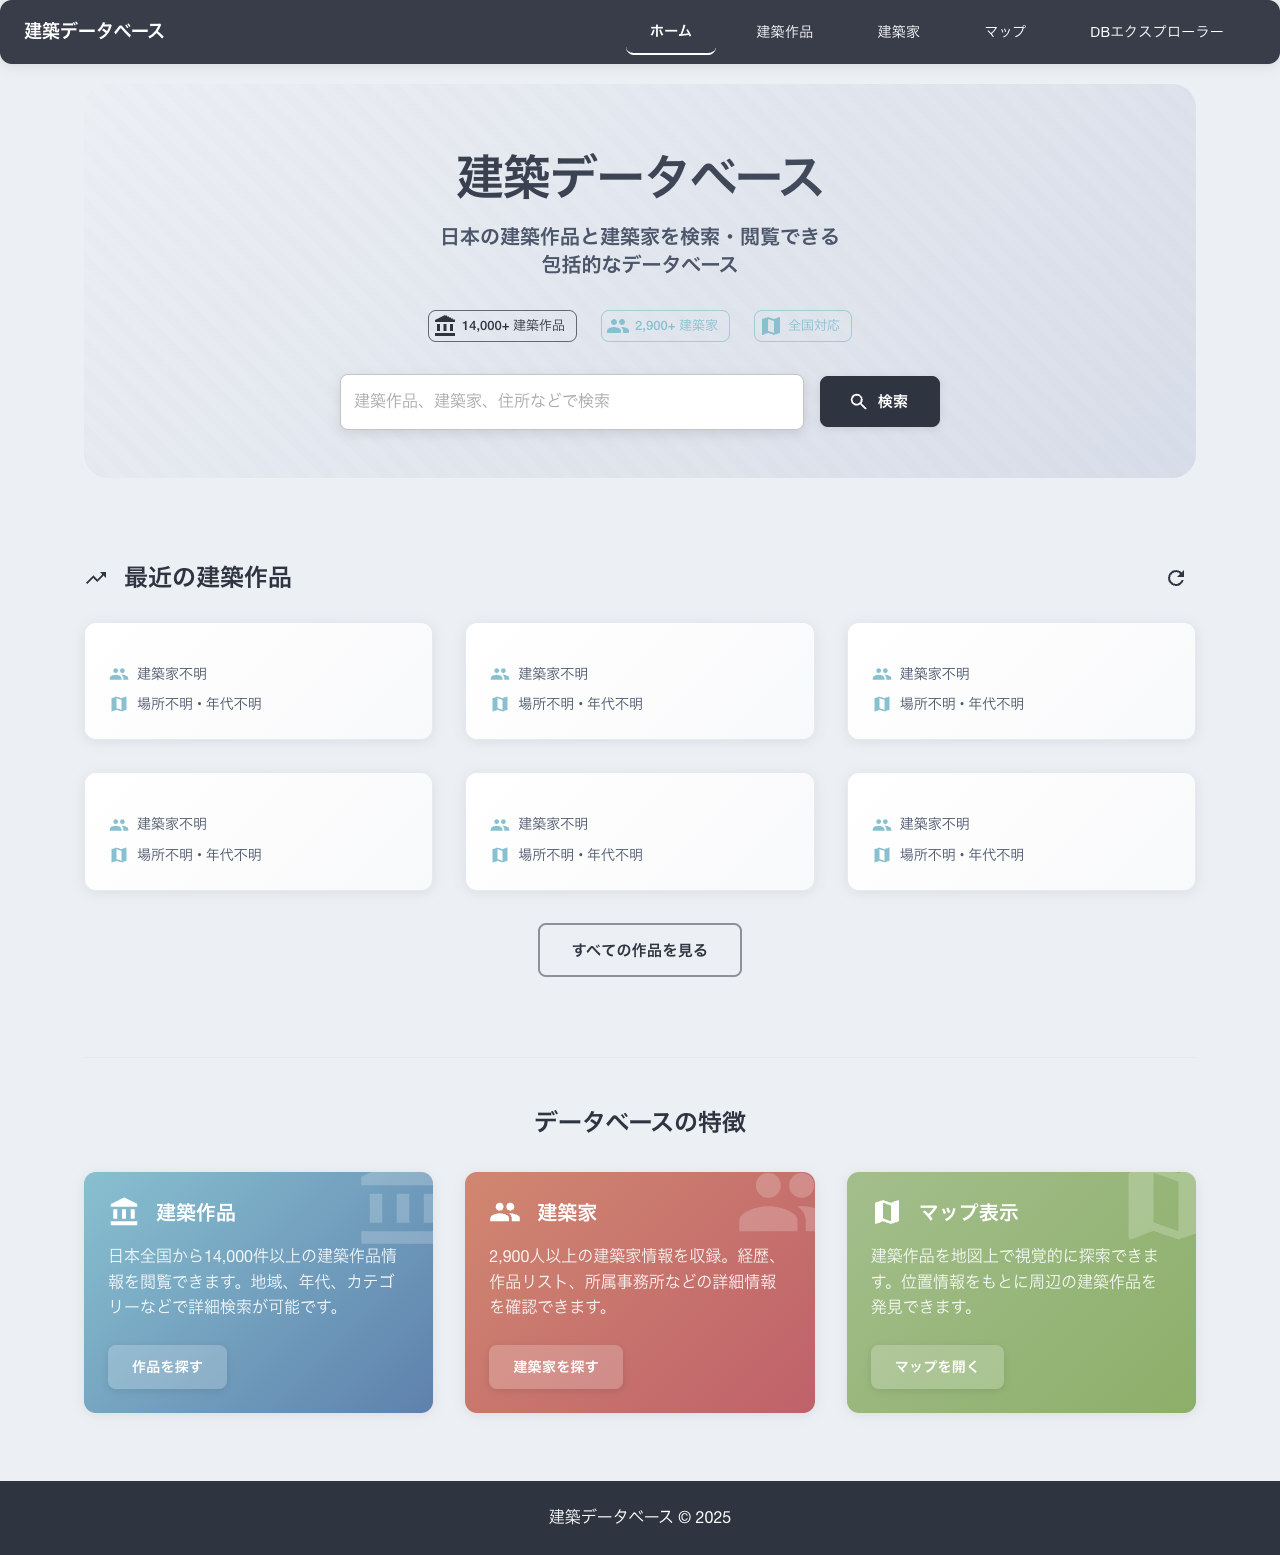 建築データベース
ホーム
建築作品
建築家
マップ
DBエクスプローラー
建築データベース
日本の建築作品と建築家を検索・閲覧できる
包括的なデータベース
14,000+ 建築作品
2,900+ 建築家
全国対応
建築作品、建築家、住所などで検索
検索
最近の建築作品
建築家不明
場所不明・年代不明
建築家不明
場所不明・年代不明
建築家不明
場所不明・年代不明
建築家不明
場所不明・年代不明
建築家不明
場所不明・年代不明
建築家不明
場所不明・年代不明
すべての作品を見る
データベースの特徴
建築作品
日本全国から14,000件以上の建築作品情
報を閲覧できます。地域、年代、カテゴ
リーなどで詳細検索が可能です。
作品を探す
建築家
2,900人以上の建築家情報を収録。経歴、
作品リスト、所属事務所などの詳細情報
を確認できます。
建築家を探す
マップ表示
建築作品を地図上で視覚的に探索できま
す。位置情報をもとに周辺の建築作品を
発見できます。
マップを開く
建築データベース © 2025